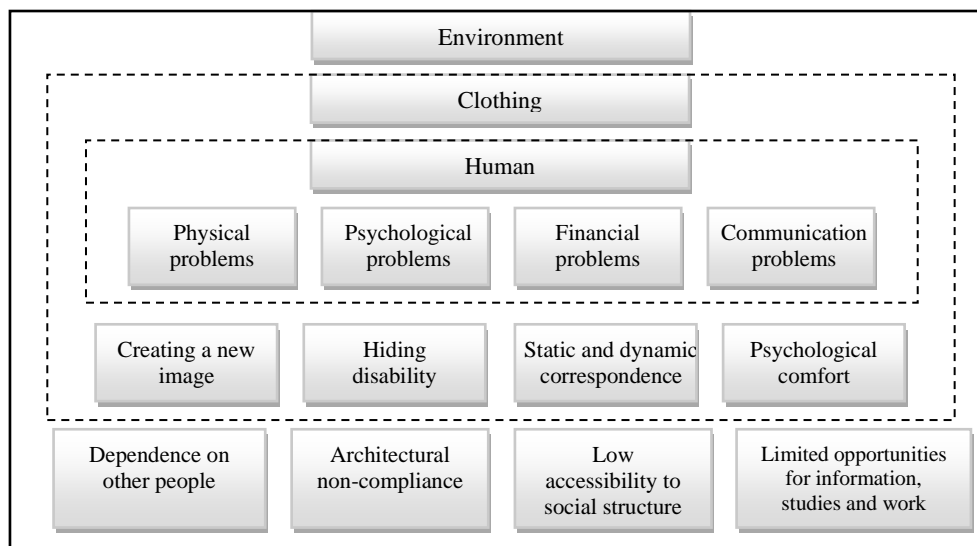 Environment
Clothing
Human
Physical
problems
Psychological
problems
Financial
problems
Communication
problems
Creating a new
image
Hiding
disability
Static and dynamic
correspondence
Psychological
comfort
Dependence on
other people
Architectural
non-compliance
Low
accessibility to
social structure
Limited opportunities
for information,
studies and work